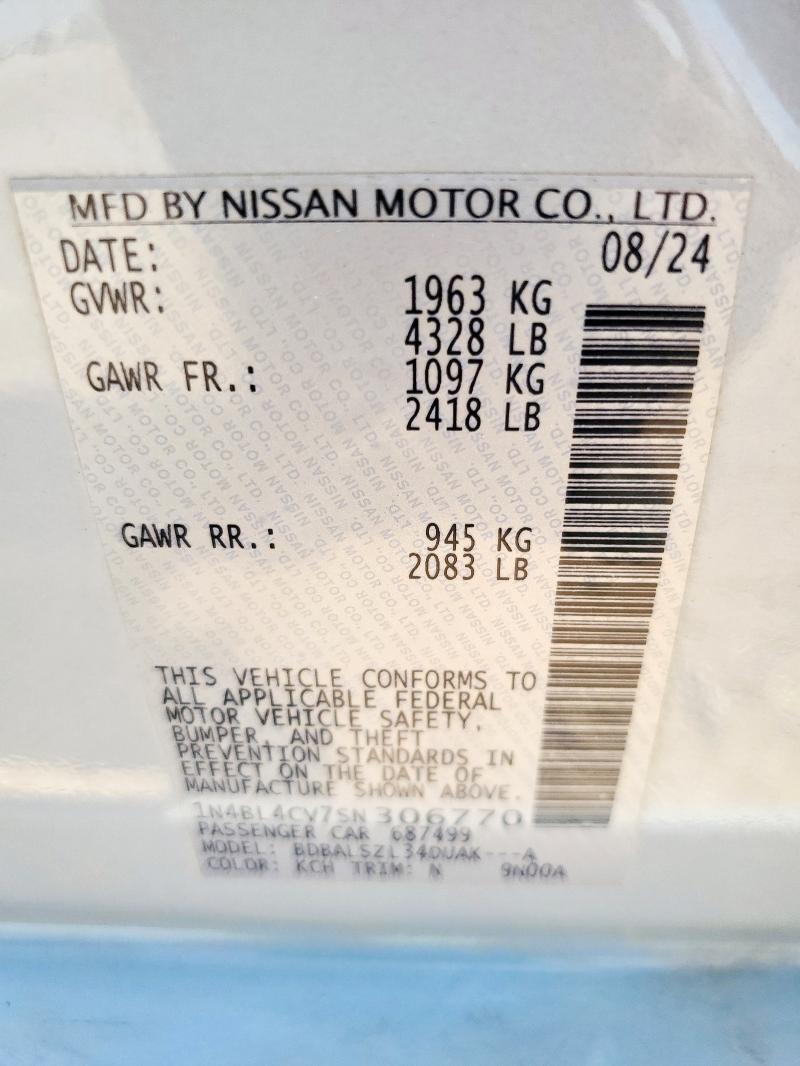 MFD BY NISSAN MOTOR CO., LTD.
DATE: 08/24
GVWR: 1963 KG
4328 LB
GAWR FR.: 1097 KG
2418 LB
GAWR RR.: 945 KG
2083 LB
THIS VEHICLE CONFORMS TO
ALL APPLICABLE FEDERAL
MOTOR VEHICLE SAFETY,
BUMPER, AND THEFT
PREVENTION STANDARDS IN
EFFECT ON THE DATE OF
MANUFACTURE SHOWN ABOVE.
1N4BL4CV7SN306770
PASSENGER CAR 687499
MODEL: BDBALSZL34DUAK---A
COLOR: KCH TRIM: N 9N00A